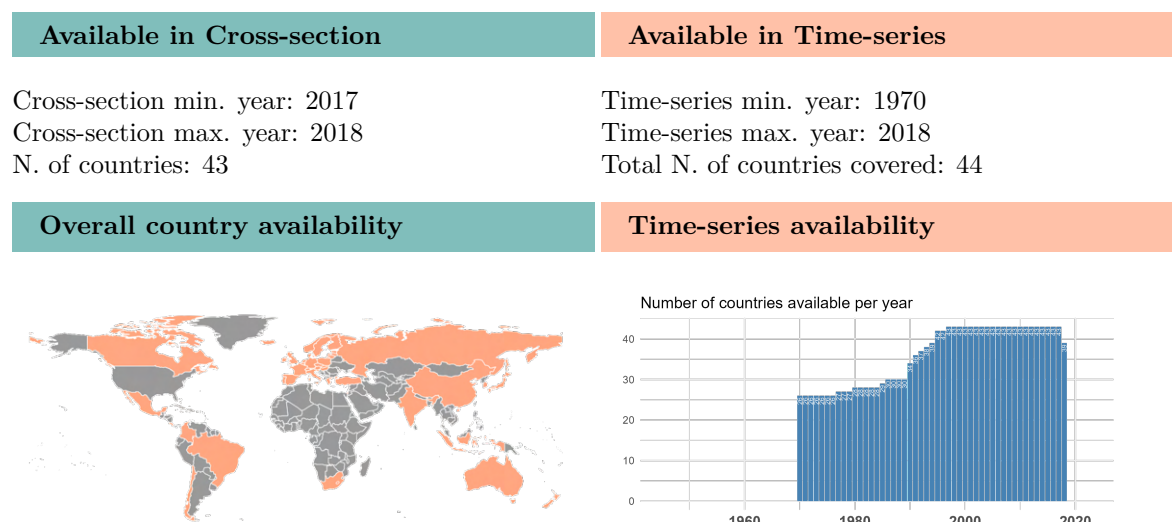 Available in Cross-section
Available in Time-series
Cross-section min. year: 2017
Cross-section max. year: 2018
N. of countries: 43
Time-series min. year: 1970
Time-series max. year: 2018
Total N. of countries covered: 44
Overall country availability
Time-series availability
Number of countries available per year
40
30
20
10
0
1960 1980 2000 2020